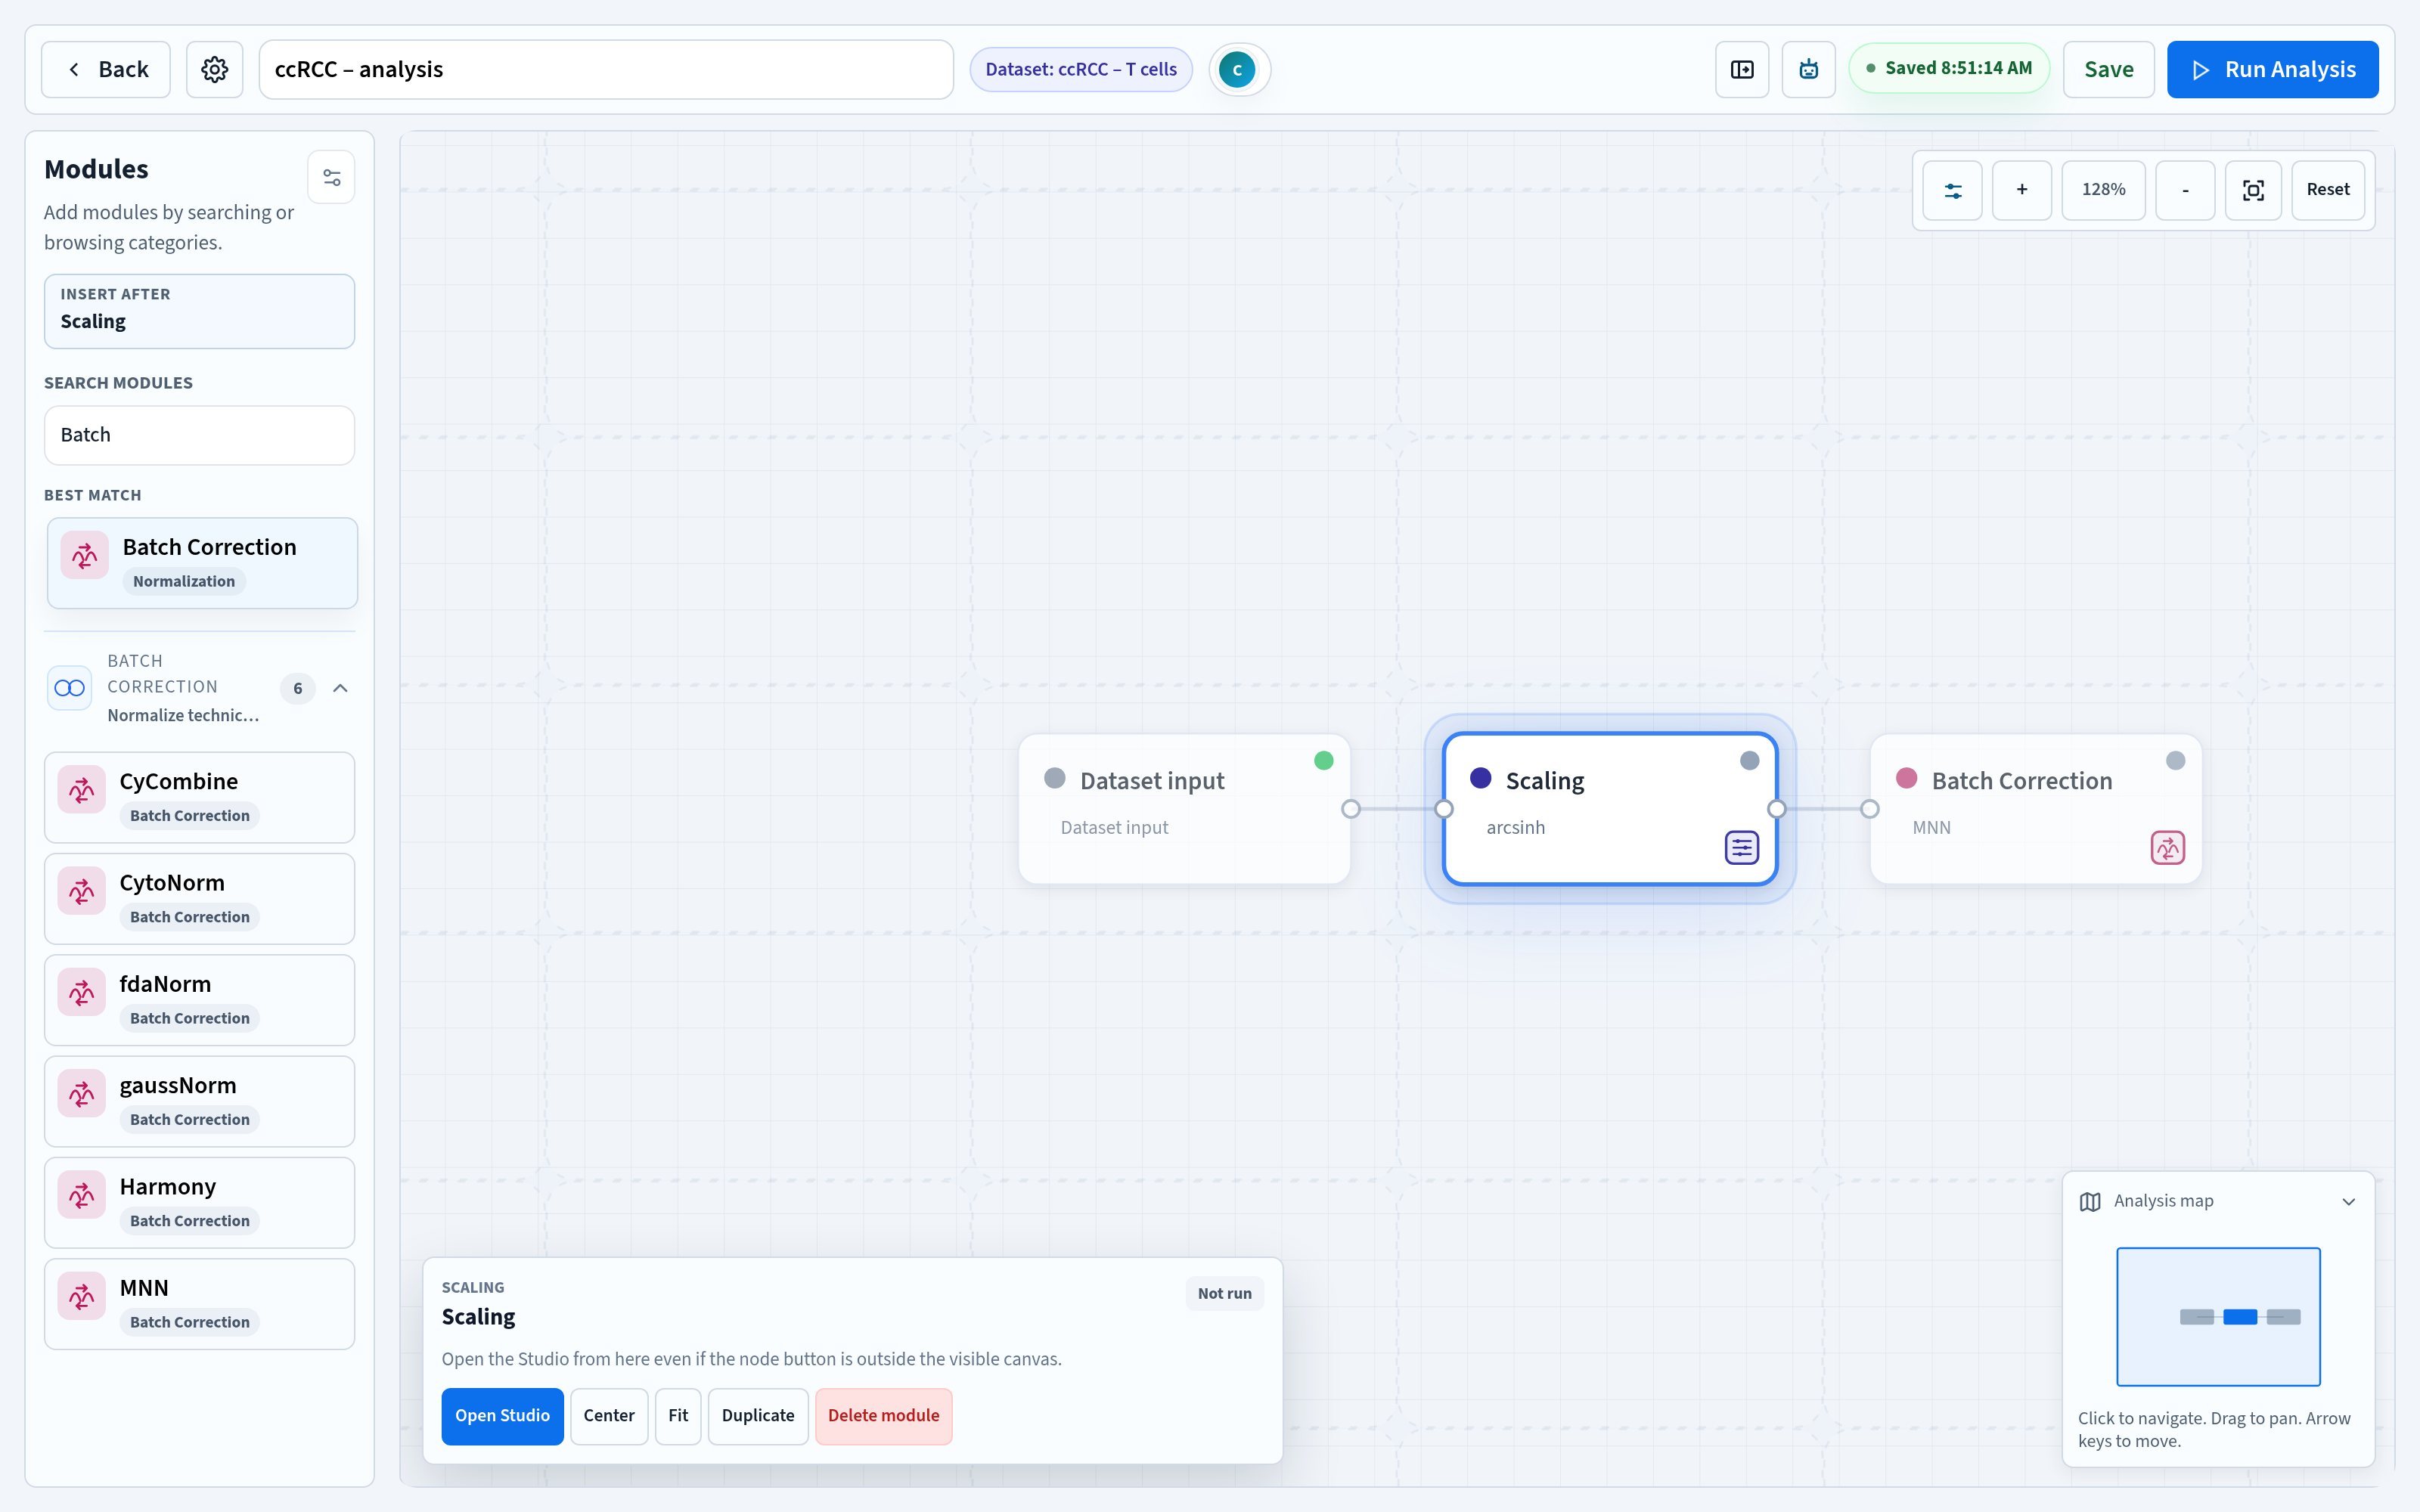 Back
ccRCC – analysis
Dataset: ccRCC – T cells
C
Saved 8:51:14 AM
Save
Run Analysis
Modules
Add modules by searching or
browsing categories.
INSERT AFTER
Scaling
SEARCH MODULES
Batch
BEST MATCH
Batch Correction
Normalization
BATCH
CORRECTION
Normalize technic...
6
CyCombine
Batch Correction
CytoNorm
Batch Correction
fdaNorm
Batch Correction
gaussNorm
Batch Correction
Harmony
Batch Correction
MNN
Batch Correction
+
128%
-
Reset
Dataset input
Dataset input
Scaling
arcsinh
Batch Correction
MNN
SCALING
Scaling
Not run
Open the Studio from here even if the node button is outside the visible canvas.
Open Studio
Center
Fit
Duplicate
Delete module
Analysis map
Click to navigate. Drag to pan. Arrow
keys to move.